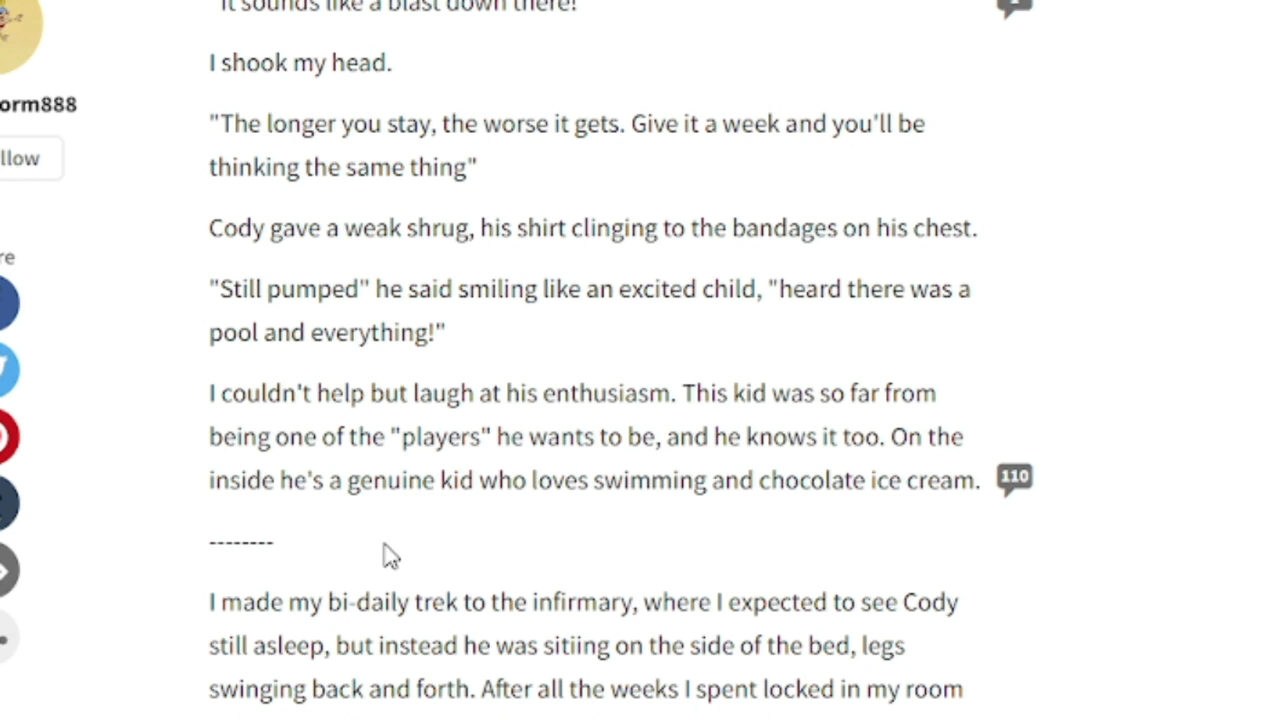 "It sounds like a blast down there!
I shook my head.
orm888
"The longer you stay, the worse it gets. Give it a week and you'll be
llow
thinking the same thing"
Cody gave a weak shrug, his shirt clinging to the bandages on his chest.
re
"Still pumped" he said smiling like an excited child, "heard there was a
pool and everything!"
I couldn't help but laugh at his enthusiasm. This kid was so far from
being one of the "players" he wants to be, and he knows it too. On the
inside he's a genuine kid who loves swimming and chocolate ice cream.
110
--------
I made my bi-daily trek to the infirmary, where I expected to see Cody
still asleep, but instead he was sitiing on the side of the bed, legs
swinging back and forth. After all the weeks I spent locked in my room